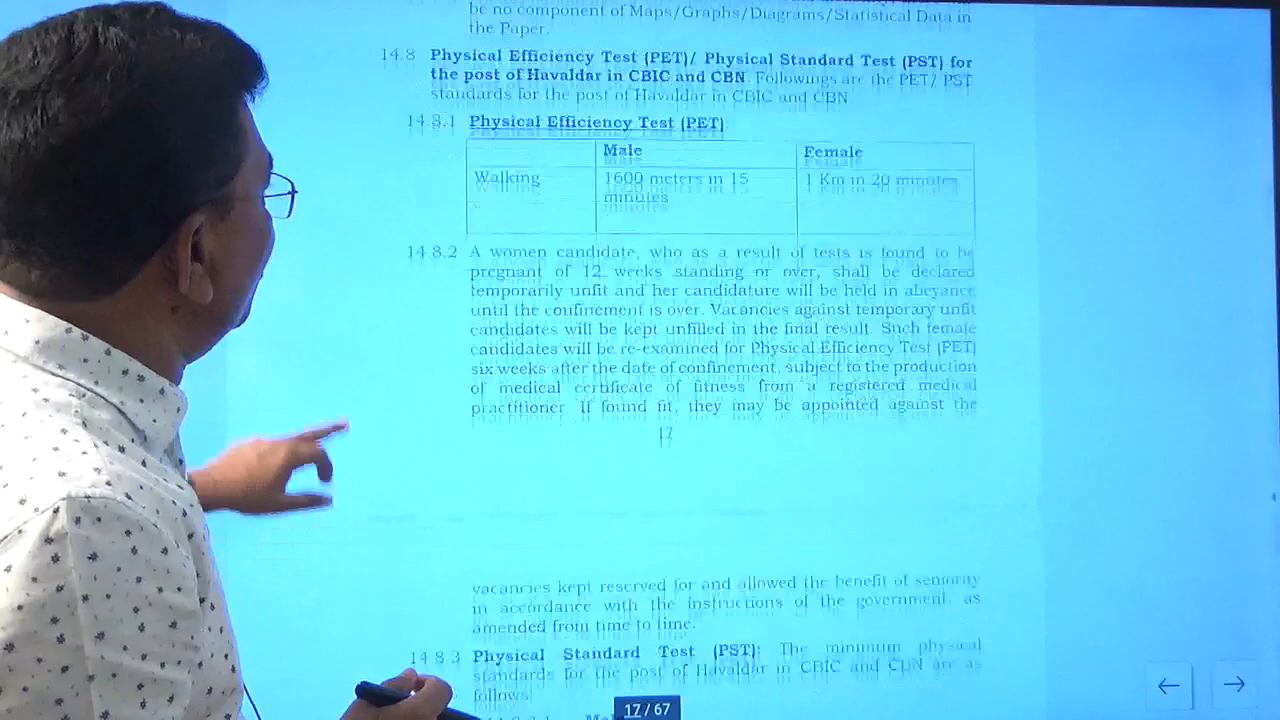 be no component of Maps/Graphs/Diagrams/Statistical Data in
the Paper.
14.8 Physical Efficiency Test (PET)/ Physical Standard Test (PST) for
the post of Havaldar in CBIC and CBN. Followings are the PET/ PST
standards for the post of Havaldar in CBIC and CBN
14.8.1 Physical Efficiency Test (PET)
Male Female
Walking 1600 meters in 15 1 Km in 20 minutes
minutes
14.8.2 A women candidate, who as a result of tests is found to be
pregnant of 12 weeks standing or over, shall be declared
temporarily unfit and her candidature will be held in abeyance
until the confinement is over. Vacancies against temporary unfit
candidates will be kept unfilled in the final result. Such female
candidates will be re-examined for Physical Efficiency Test (PET)
six weeks after the date of confinement, subject to the production
of medical certificate of fitness from a registered medical
practitioner. If found fit, they may be appointed against the
17
vacancies kept reserved for and allowed the benefit of seniority
in accordance with the instructions of the government, as
amended from time to time.
14.8.3 Physical Standard Test (PST): The minimum physical
standards for the post of Havaldar in CBIC and CBN are as
follows
17 / 67